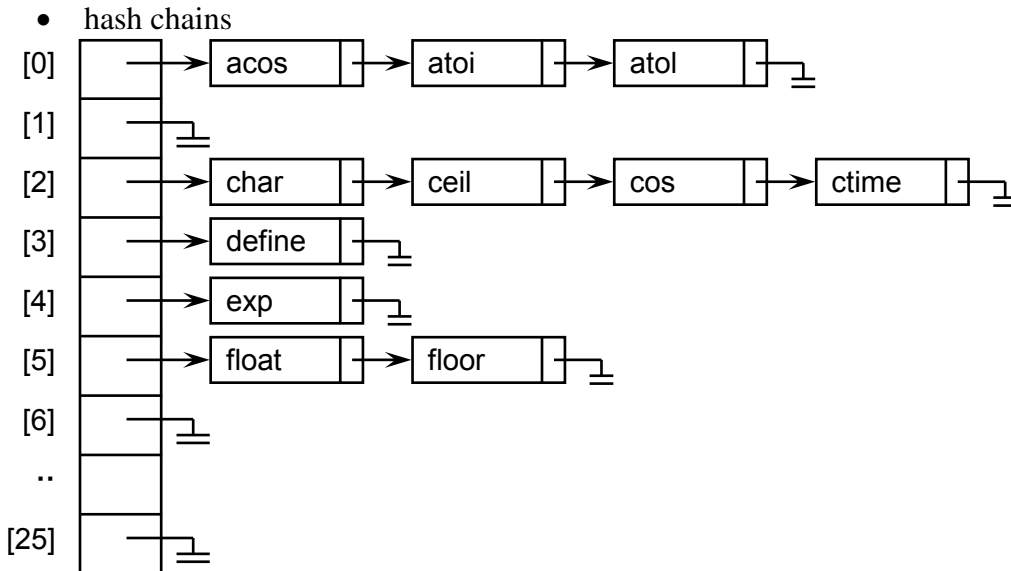 • hash chains
[0] acos atoi atol
[1]
[2] char ceil cos ctime
[3] define
[4] exp
[5] float floor
[6]
..
[25]